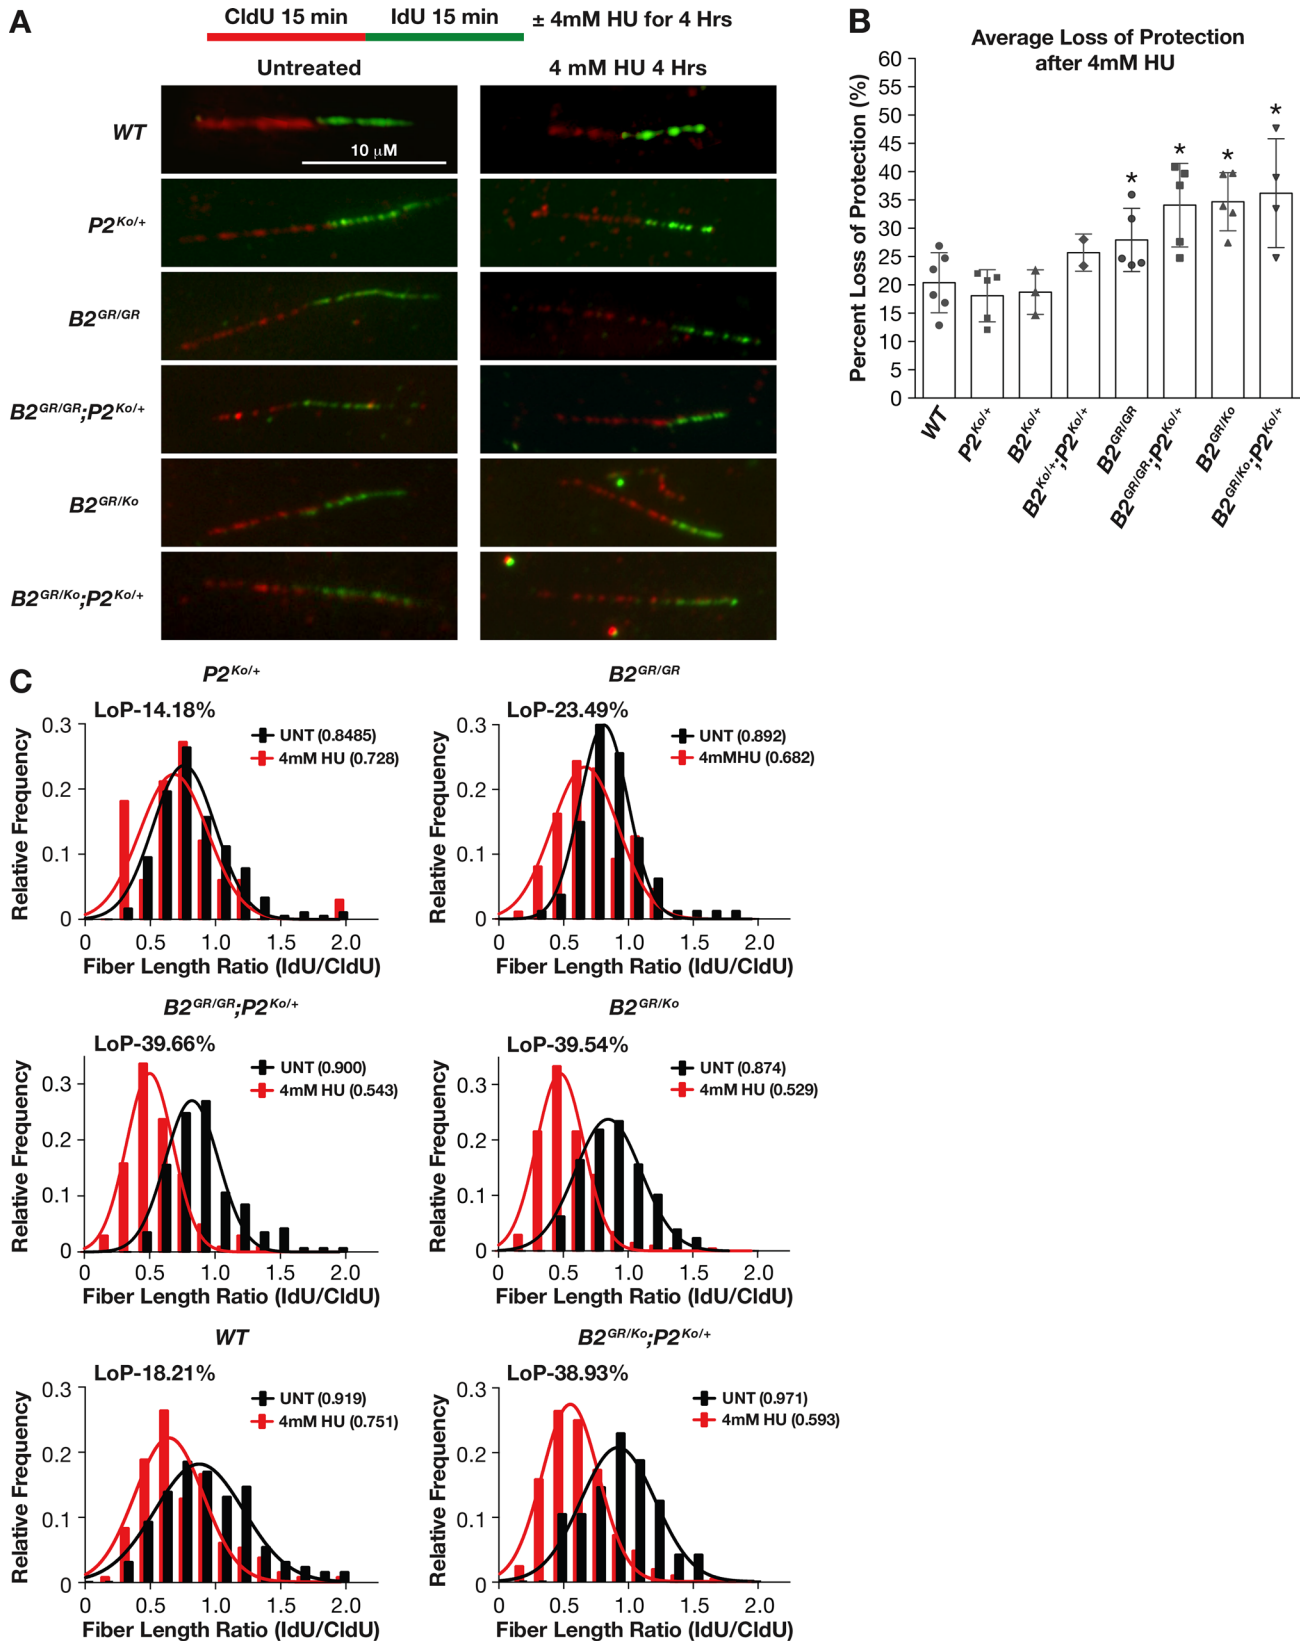 A
CldU 15 min
IdU 15 min
± 4mM HU for 4 Hrs
Untreated
4 mM HU 4 Hrs
WT
10 µM
P2Ko/+
B2GR/GR
B2GR/GR;P2Ko/+
B2GR/Ko
B2GR/Ko;P2Ko/+
B
Average Loss of Protection
after 4mM HU
Percent Loss of Protection (%)
60
55
50
45
40
35
30
25
20
15
10
5
0
*
*
*
*
WT
P2Ko/+
B2Ko/+
B2Ko/+;P2Ko/+
B2GR/GR
B2GR/GR;P2Ko/+
B2GR/Ko
B2GR/Ko;P2Ko/+
C
P2Ko/+
LoP-14.18%
UNT (0.8485)
4mM HU (0.728)
Relative Frequency
0.3
0.2
0.1
0
0 0.5 1.0 1.5 2.0
Fiber Length Ratio (IdU/CldU)
B2GR/GR
LoP-23.49%
UNT (0.892)
4mMHU (0.682)
Relative Frequency
0.3
0.2
0.1
0
0 0.5 1.0 1.5 2.0
Fiber Length Ratio (IdU/CldU)
B2GR/GR;P2Ko/+
LoP-39.66%
UNT (0.900)
4mM HU (0.543)
Relative Frequency
0.3
0.2
0.1
0
0 0.5 1.0 1.5 2.0
Fiber Length Ratio (IdU/CldU)
B2GR/Ko
LoP-39.54%
UNT (0.874)
4mM HU (0.529)
Relative Frequency
0.3
0.2
0.1
0
0 0.5 1.0 1.5 2.0
Fiber Length Ratio (IdU/CldU)
WT
LoP-18.21%
UNT (0.919)
4mM HU (0.751)
Relative Frequency
0.3
0.2
0.1
0
0 0.5 1.0 1.5 2.0
Fiber Length Ratio (IdU/CldU)
B2GR/Ko;P2Ko/+
LoP-38.93%
UNT (0.971)
4mM HU (0.593)
Relative Frequency
0.3
0.2
0.1
0
0 0.5 1.0 1.5 2.0
Fiber Length Ratio (IdU/CldU)